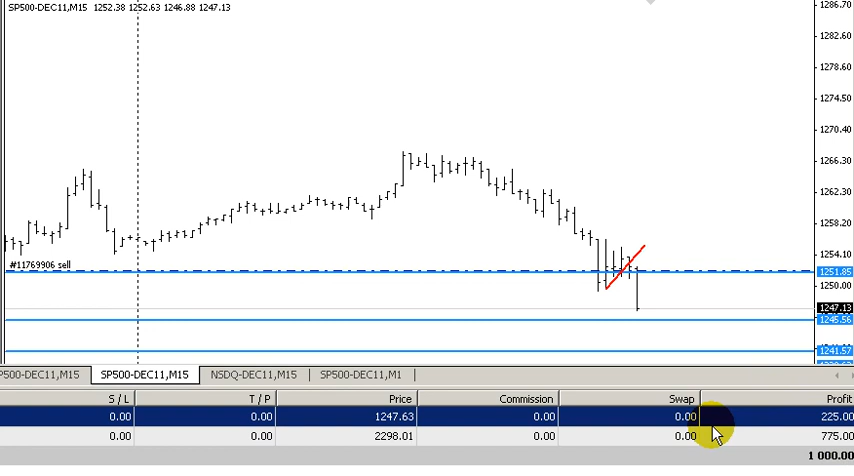 SP500-DEC11,M15 1252.38 1252.63 1246.88 1247.13
1286.70
1282.60
1278.60
1274.50
1270.40
1266.30
1262.30
1258.20
1254.10
#11769906 sell
1251.85
1250.00
1247.13
1245.56
1241.57
P500-DEC11,M15 SP500-DEC11,M15 NSDQ-DEC11,M15 SP500-DEC11,M1
S / L T / P Price Commission Swap Profit
0.00 0.00 1247.63 0.00 0.00 225.00
0.00 0.00 2298.01 0.00 0.00 775.00
1 000.00